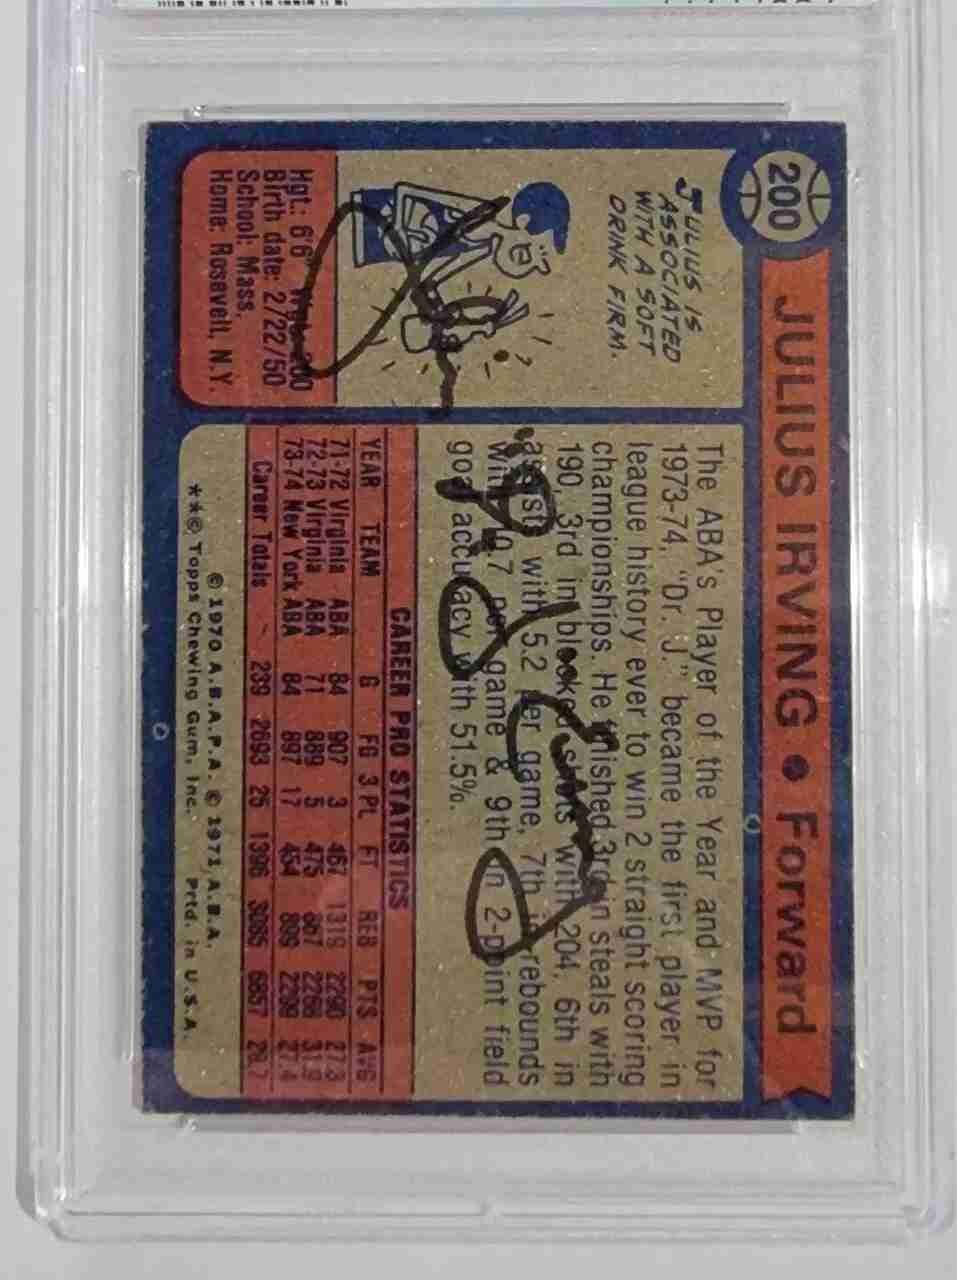 200
JULIUS IRVING • Forward
JULIUS IS
ASSOCIATED
WITH A SOFT
DRINK FIRM.
Hgt.: 6'6" Wgt.: 200
Birth date: 2/22/50
School: Mass.
Home: Rosevelt, N.Y.
The ABA's Player of the Year and MVP for
1973-74, "Dr. J." became the first player in
league history ever to win 2 straight scoring
championships. He finished 3rd in steals with
190, 3rd in blocked shots with 204, 6th in
assists with 5.2 per game, 7th in rebounds
with 10.7 per game & 9th in 2-point field
goal accuracy with 51.5%.
CAREER PRO STATISTICS
YEAR TEAM G FG 3 PL FT REB PTS AVG
71-72 Virginia ABA 84 907 3 467 1319 2290 27.3
72-73 Virginia ABA 71 889 5 475 867 2268 31.9
73-74 New York ABA 84 897 17 454 899 2299 27.4
Career Totals 239 2693 25 1396 3085 6857 28.7
© 1970 A.B.A.P.A. © 1971 A.B.A.
**© Topps Chewing Gum, Inc. Prtd. in U.S.A.